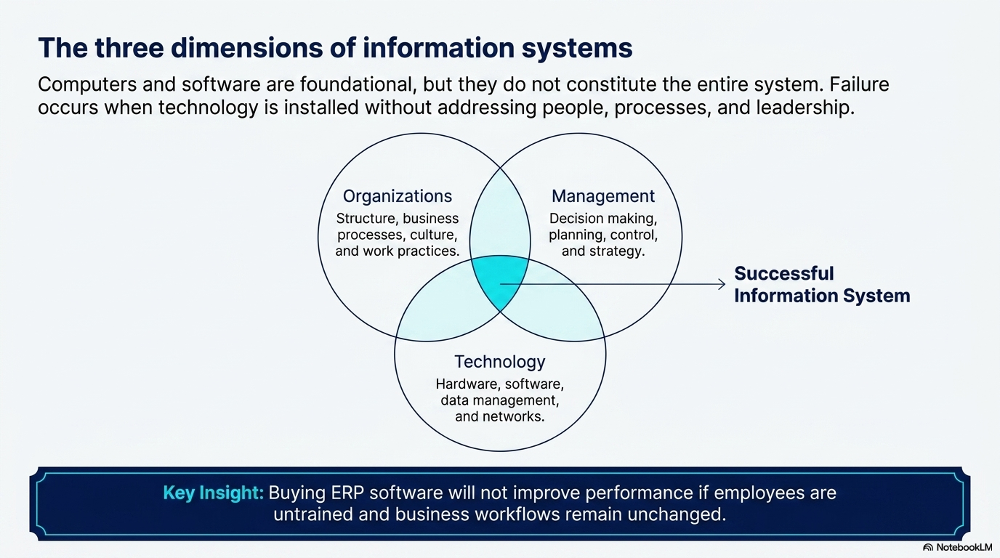 The three dimensions of information systems
Computers and software are foundational, but they do not constitute the entire system. Failure
occurs when technology is installed without addressing people, processes, and leadership.
Organizations
Structure, business
processes, culture,
and work practices.
Management
Decision making,
planning, control,
and strategy.
Successful
Information System
Technology
Hardware, software,
data management,
and networks.
Key Insight: Buying ERP software will not improve performance if employees are
untrained and business workflows remain unchanged.
NotebookLM